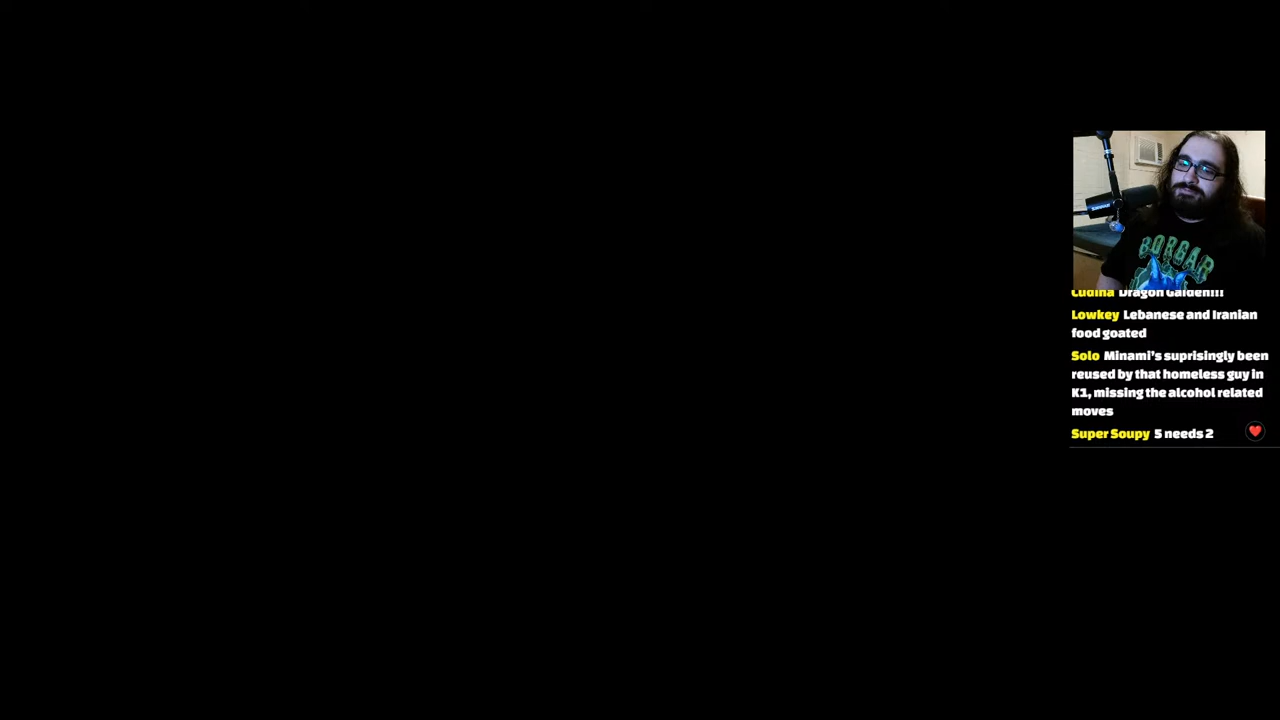 BORGAR
Cudina Dragon Gaiden!!!
Lowkey Lebanese and Iranian
food goated
Solo Minami's suprisingly been
reused by that homeless guy in
K1, missing the alcohol related
moves
Super Soupy 5 needs 2